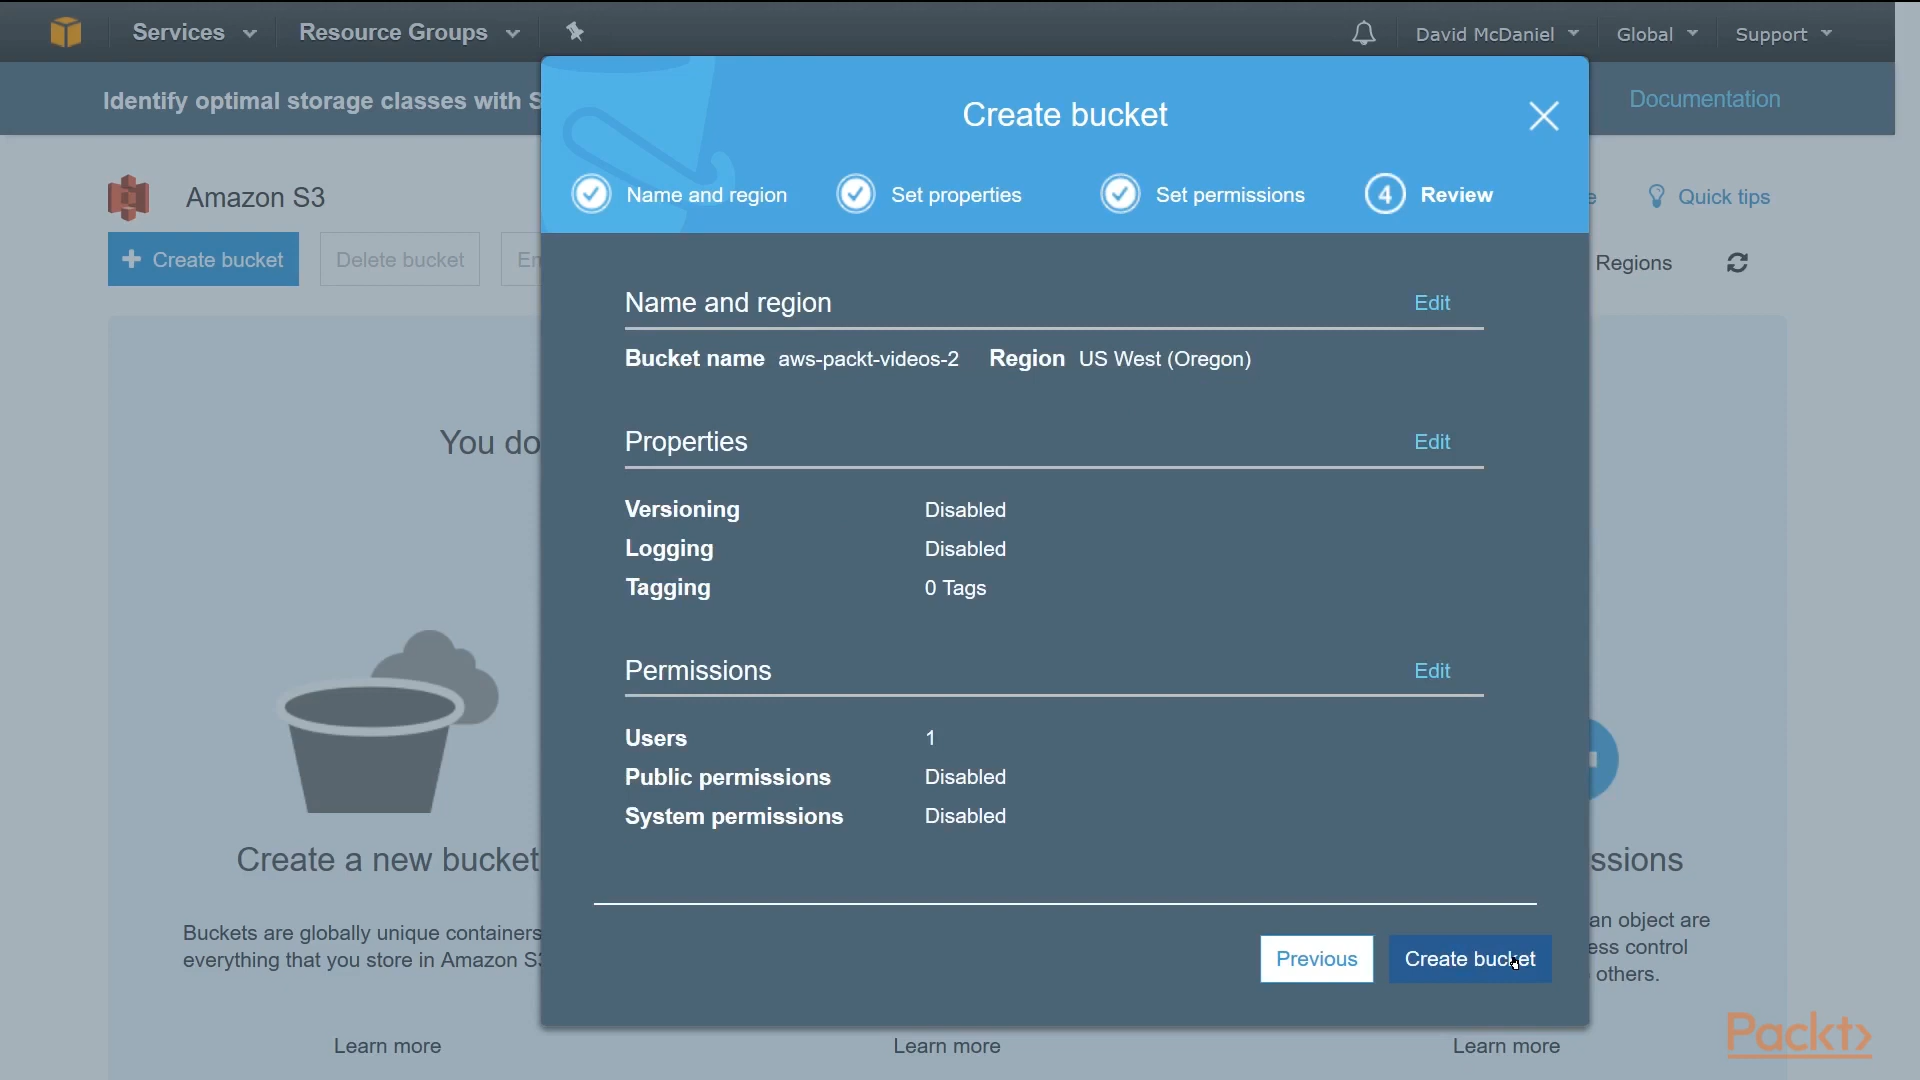 Services
Resource Groups
David McDaniel
Global
Support
Identify optimal storage classes with S
Documentation
Create bucket
Name and region
Set properties
Set permissions
4 Review
Amazon S3
Quick tips
Create bucket
Delete bucket
En
Regions
Name and region Edit
Bucket name aws-packt-videos-2 Region US West (Oregon)
Properties Edit
Versioning Disabled
Logging Disabled
Tagging 0 Tags
Permissions Edit
Users 1
Public permissions Disabled
System permissions Disabled
Previous
Create bucket
You do
Create a new bucket
Buckets are globally unique containers
everything that you store in Amazon S3
Learn more
Learn more
ssions
an object are
ess control
others.
Learn more
Packt